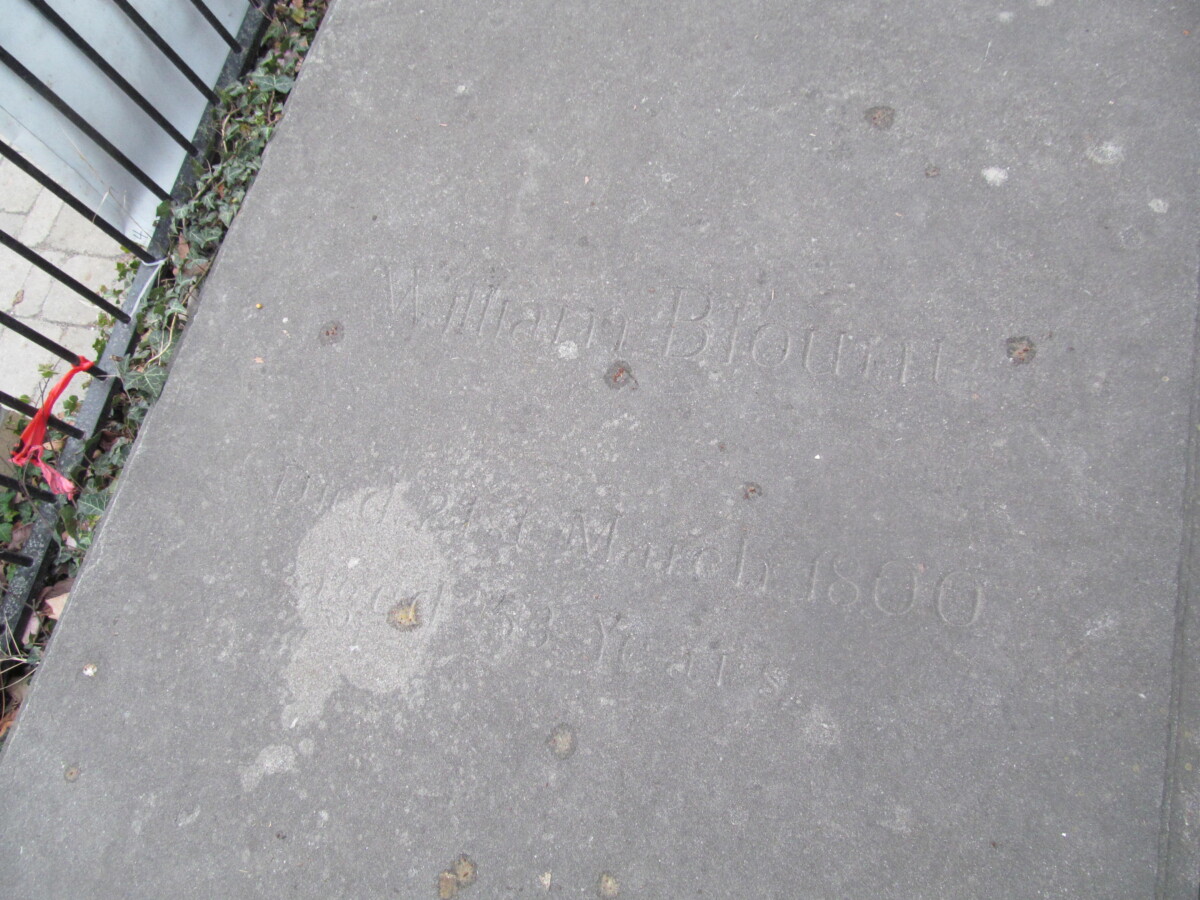 William Blount
Died 21st March 1800
Aged 53 Years